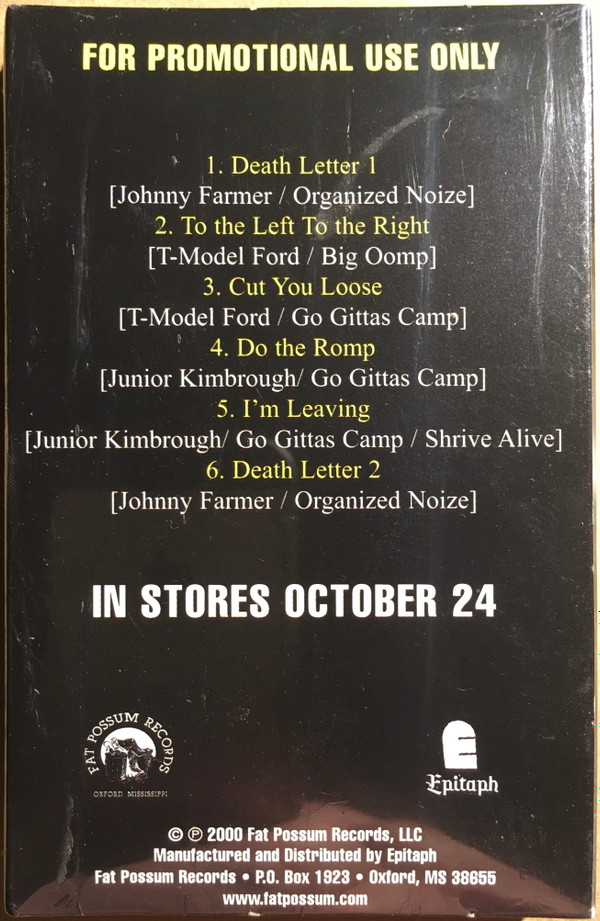 FOR PROMOTIONAL USE ONLY
1. Death Letter 1
[Johnny Farmer / Organized Noize]
2. To the Left To the Right
[T-Model Ford / Big Oomp]
3. Cut You Loose
[T-Model Ford / Go Gittas Camp]
4. Do the Romp
[Junior Kimbrough/ Go Gittas Camp]
5. I'm Leaving
[Junior Kimbrough/ Go Gittas Camp / Shrive Alive]
6. Death Letter 2
[Johnny Farmer / Organized Noize]
IN STORES OCTOBER 24
FAT POSSUM RECORDS
OXFORD, MISSISSIPPI
E
Epitaph
© ℗ 2000 Fat Possum Records, LLC
Manufactured and Distributed by Epitaph
Fat Possum Records • P.O. Box 1923 • Oxford, MS 38655
www.fatpossum.com